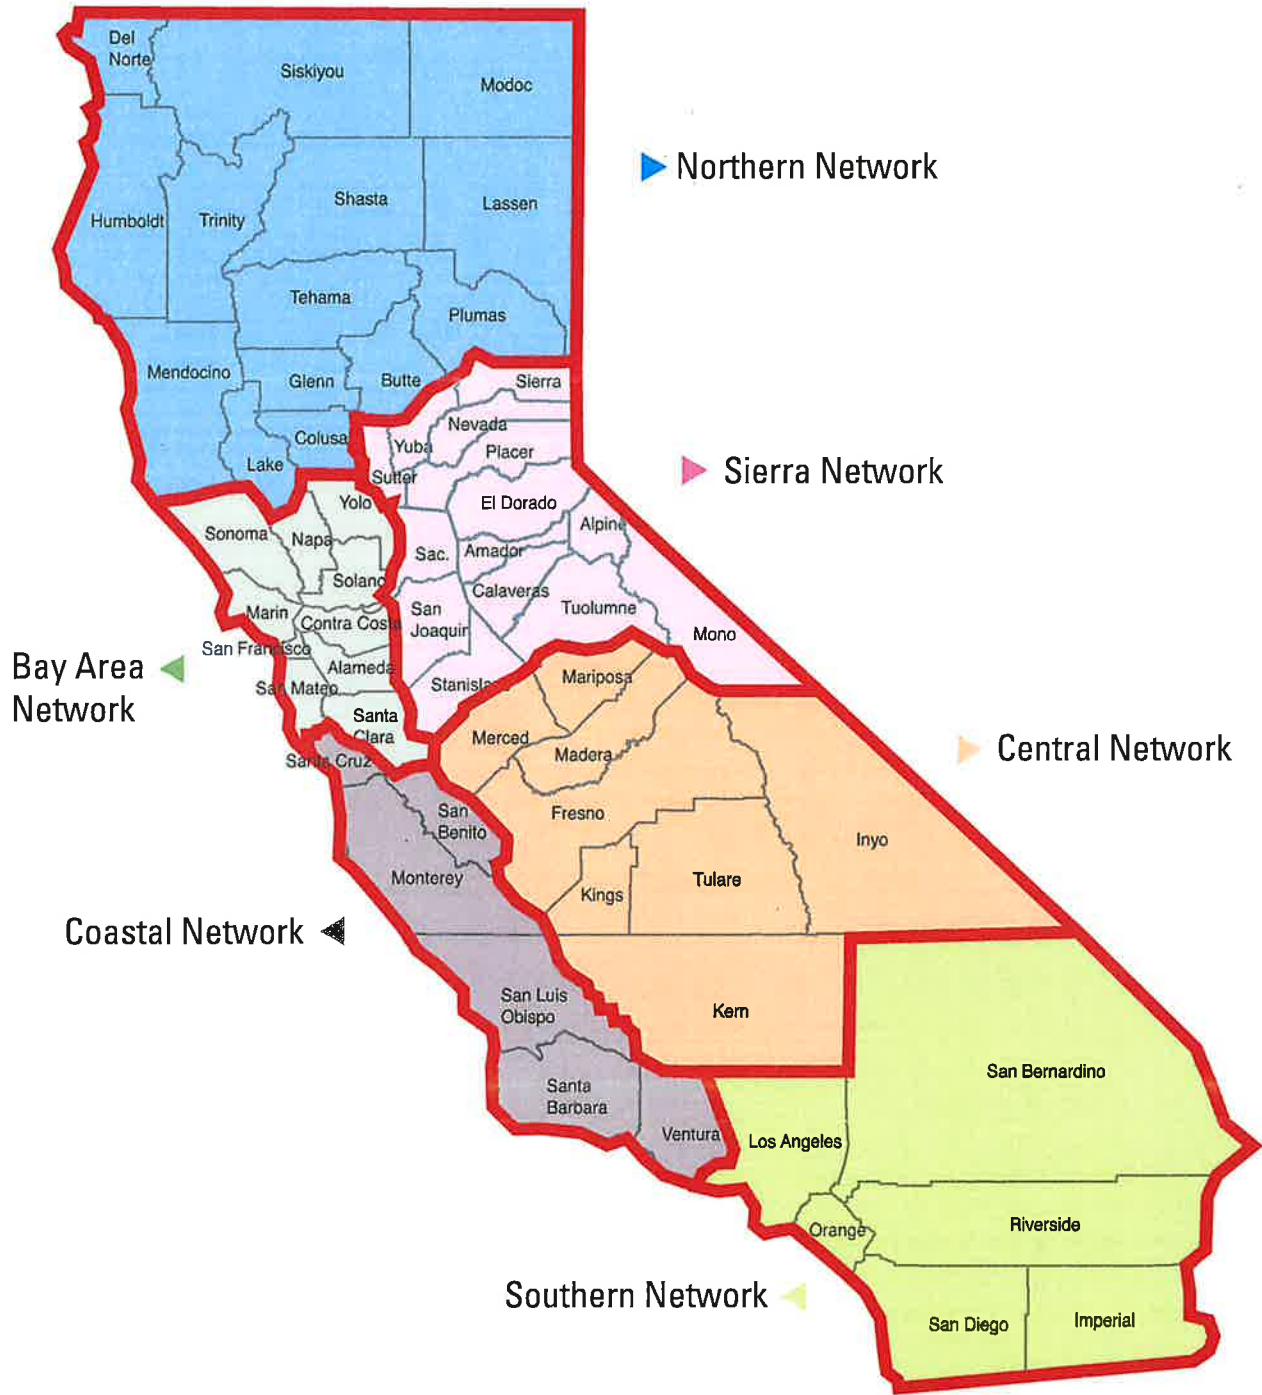 Del
Norte
Siskiyou
Modoc
Northern Network
Humboldt
Trinity
Shasta
Lassen
Tehama
Plumas
Mendocino
Glenn
Butte
Sierra
Colusa
Lake
Nevada
Yuba
Placer
Sutter
Sierra Network
Yolo
El Dorado
Sonoma
Napa
Alpine
Sac.
Amador
Solano
Calaveras
Marin
Contra Costa
San
Joaquin
Tuolumne
Mono
San Francisco
Bay Area
Network
Alameda
San Mateo
Stanislaus
Mariposa
Santa
Clara
Merced
Madera
Central Network
Santa Cruz
San
Benito
Fresno
Inyo
Monterey
Kings
Tulare
Coastal Network
San Luis
Obispo
Kern
Santa
Barbara
San Bernardino
Ventura
Los Angeles
Orange
Riverside
Southern Network
San Diego
Imperial